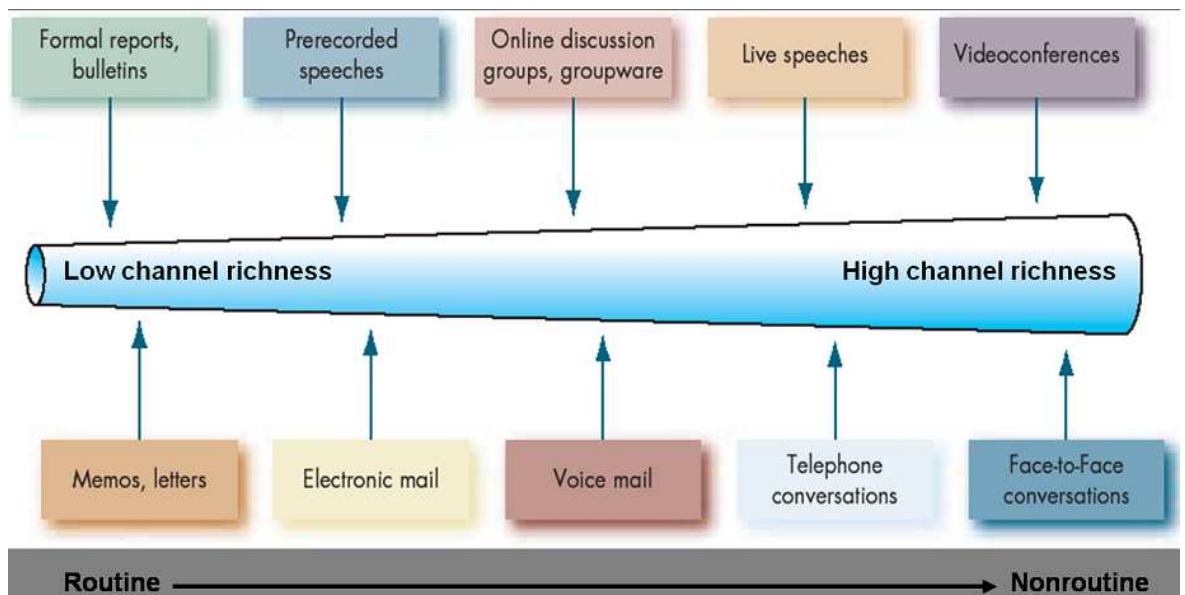 Formal reports,
bulletins
Prerecorded
speeches
Online discussion
groups, groupware
Live speeches
Videoconferences
Low channel richness
High channel richness
Memos, letters
Electronic mail
Voice mail
Telephone
conversations
Face-to-Face
conversations
Routine
Nonroutine